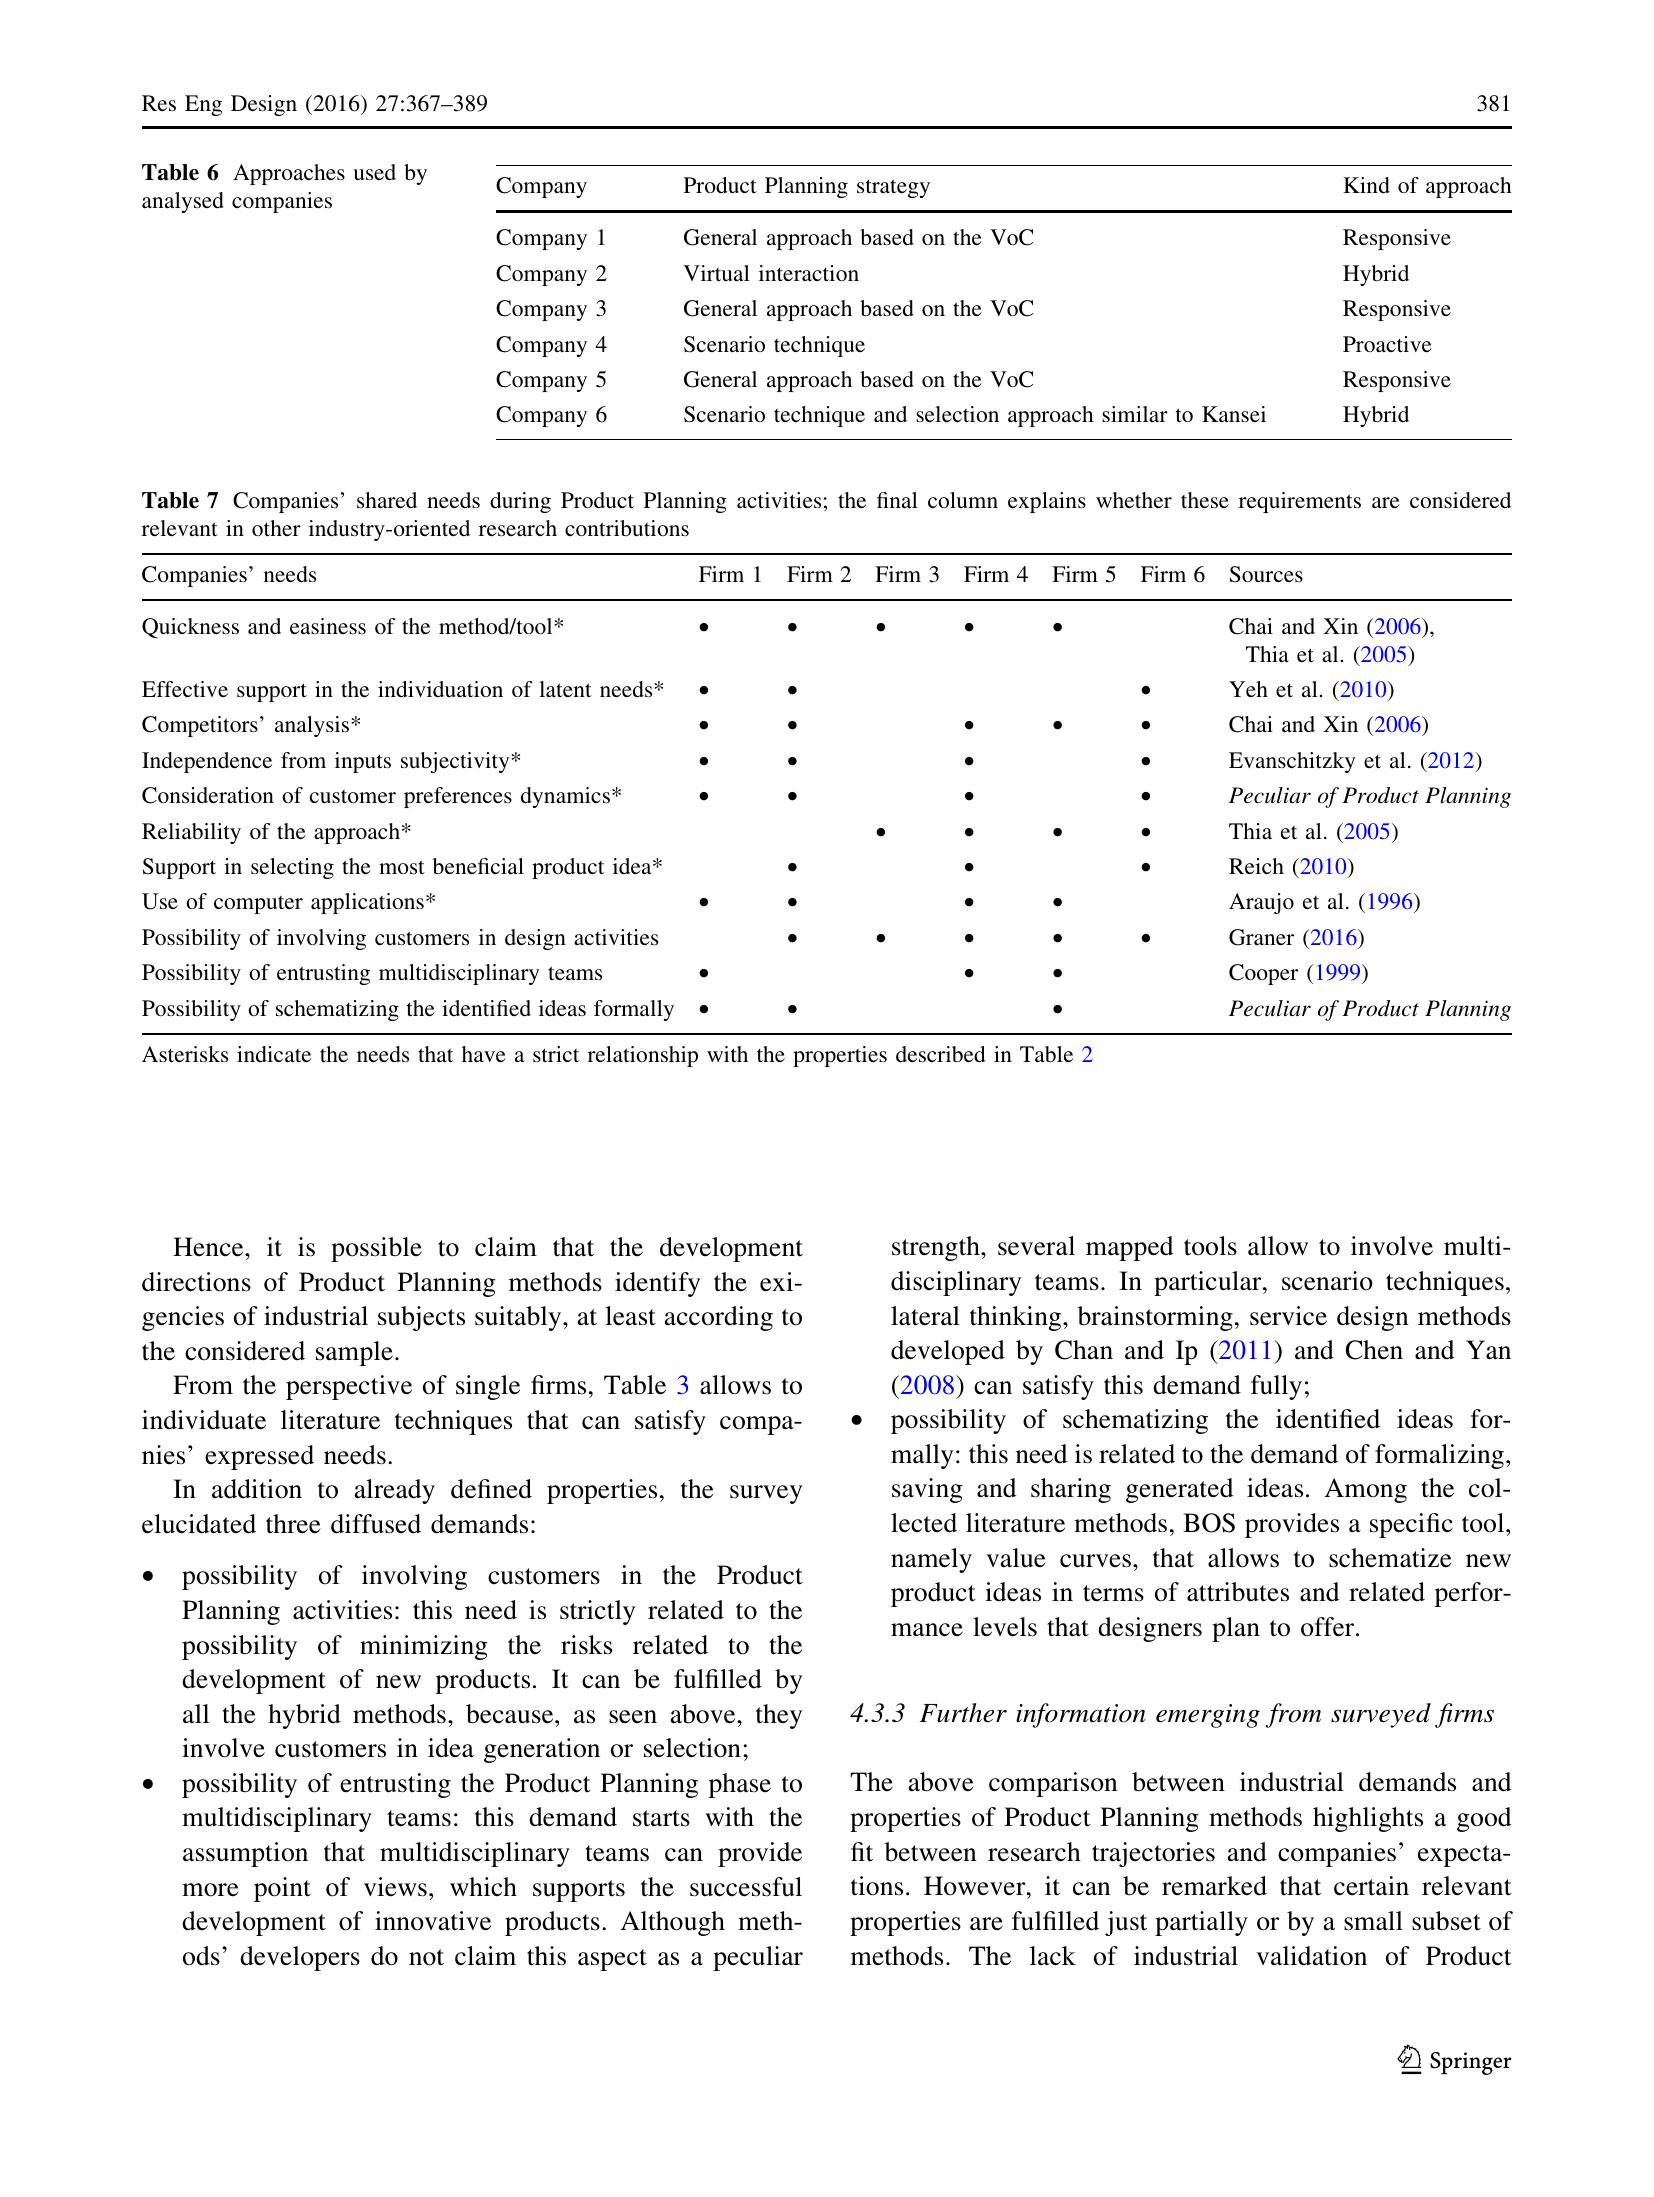 Res Eng Design (2016) 27:367–389 381
Table 6 Approaches used by
analysed companies
Company Product Planning strategy Kind of approach
Company 1 General approach based on the VoC Responsive
Company 2 Virtual interaction Hybrid
Company 3 General approach based on the VoC Responsive
Company 4 Scenario technique Proactive
Company 5 General approach based on the VoC Responsive
Company 6 Scenario technique and selection approach similar to Kansei Hybrid
Table 7 Companies’ shared needs during Product Planning activities; the final column explains whether these requirements are considered
relevant in other industry-oriented research contributions
Companies’ needs Firm 1 Firm 2 Firm 3 Firm 4 Firm 5 Firm 6 Sources
Quickness and easiness of the method/tool* • • • • • Chai and Xin (2006),
Thia et al. (2005)
Effective support in the individuation of latent needs* • • • Yeh et al. (2010)
Competitors’ analysis* • • • • • Chai and Xin (2006)
Independence from inputs subjectivity* • • • • Evanschitzky et al. (2012)
Consideration of customer preferences dynamics* • • • • Peculiar of Product Planning
Reliability of the approach* • • • • Thia et al. (2005)
Support in selecting the most beneficial product idea* • • • Reich (2010)
Use of computer applications* • • • • Araujo et al. (1996)
Possibility of involving customers in design activities • • • • • Graner (2016)
Possibility of entrusting multidisciplinary teams • • • Cooper (1999)
Possibility of schematizing the identified ideas formally • • • Peculiar of Product Planning
Asterisks indicate the needs that have a strict relationship with the properties described in Table 2
Hence, it is possible to claim that the development
directions of Product Planning methods identify the exi-
gencies of industrial subjects suitably, at least according to
the considered sample.
From the perspective of single firms, Table 3 allows to
individuate literature techniques that can satisfy compa-
nies’ expressed needs.
In addition to already defined properties, the survey
elucidated three diffused demands:
• possibility of involving customers in the Product
Planning activities: this need is strictly related to the
possibility of minimizing the risks related to the
development of new products. It can be fulfilled by
all the hybrid methods, because, as seen above, they
involve customers in idea generation or selection;
• possibility of entrusting the Product Planning phase to
multidisciplinary teams: this demand starts with the
assumption that multidisciplinary teams can provide
more point of views, which supports the successful
development of innovative products. Although meth-
ods’ developers do not claim this aspect as a peculiar
strength, several mapped tools allow to involve multi-
disciplinary teams. In particular, scenario techniques,
lateral thinking, brainstorming, service design methods
developed by Chan and Ip (2011) and Chen and Yan
(2008) can satisfy this demand fully;
• possibility of schematizing the identified ideas for-
mally: this need is related to the demand of formalizing,
saving and sharing generated ideas. Among the col-
lected literature methods, BOS provides a specific tool,
namely value curves, that allows to schematize new
product ideas in terms of attributes and related perfor-
mance levels that designers plan to offer.
4.3.3 Further information emerging from surveyed firms
The above comparison between industrial demands and
properties of Product Planning methods highlights a good
fit between research trajectories and companies’ expecta-
tions. However, it can be remarked that certain relevant
properties are fulfilled just partially or by a small subset of
methods. The lack of industrial validation of Product
Springer